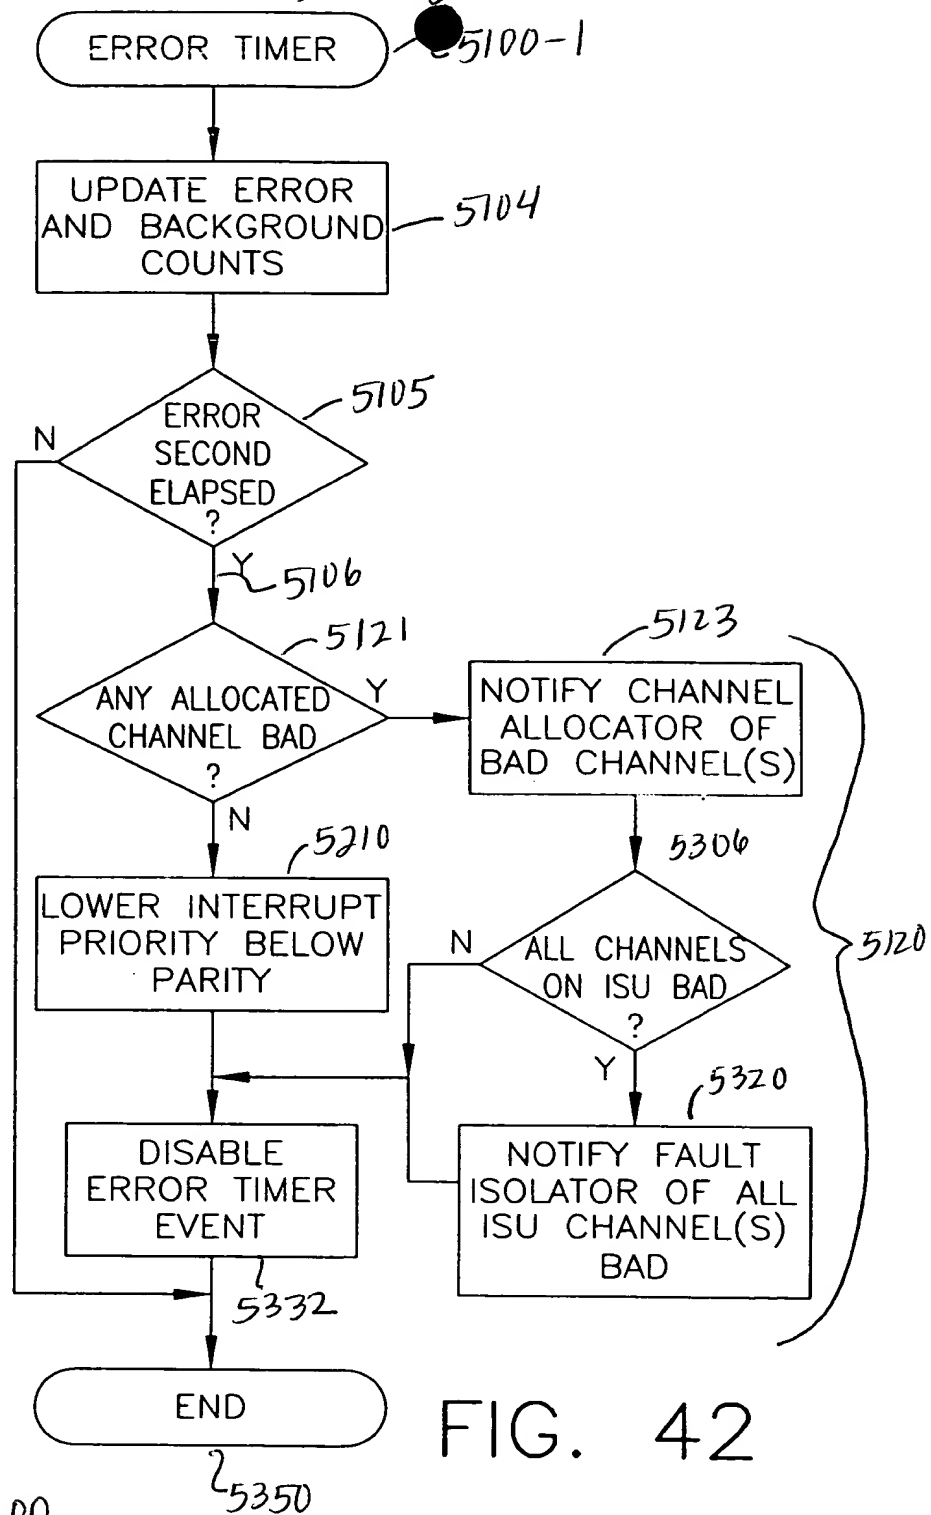 ERROR TIMER
5100-1
UPDATE ERROR
AND BACKGROUND
COUNTS
5104
ERROR
SECOND
ELAPSED
?
5105
N
Y
5106
ANY ALLOCATED
CHANNEL BAD
?
5121
Y
N
NOTIFY CHANNEL
ALLOCATOR OF
BAD CHANNEL(S)
5123
LOWER INTERRUPT
PRIORITY BELOW
PARITY
5210
ALL CHANNELS
ON ISU BAD
?
5306
N
Y
5120
DISABLE
ERROR TIMER
EVENT
5332
NOTIFY FAULT
ISOLATOR OF ALL
ISU CHANNEL(S)
BAD
5320
END
5350
FIG. 42